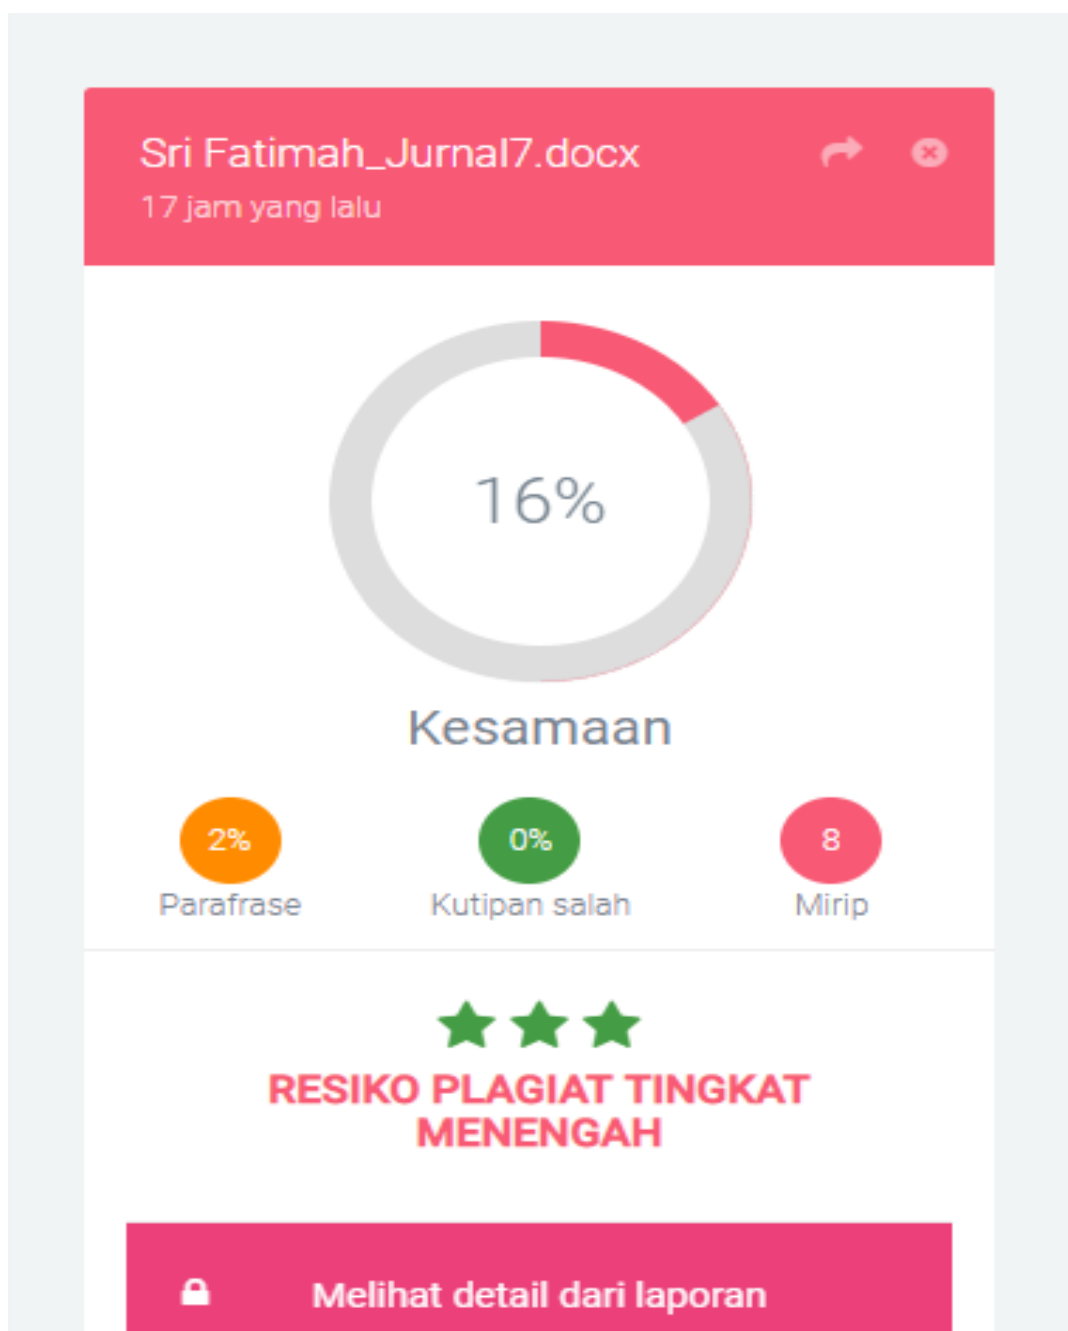 Sri Fatimah_Jurnal7.docx
17 jam yang lalu
16%
Kesamaan
2%
0%
8
Parafrase
Kutipan salah
Mirip
RESIKO PLAGIAT TINGKAT
MENENGAH
Melihat detail dari laporan